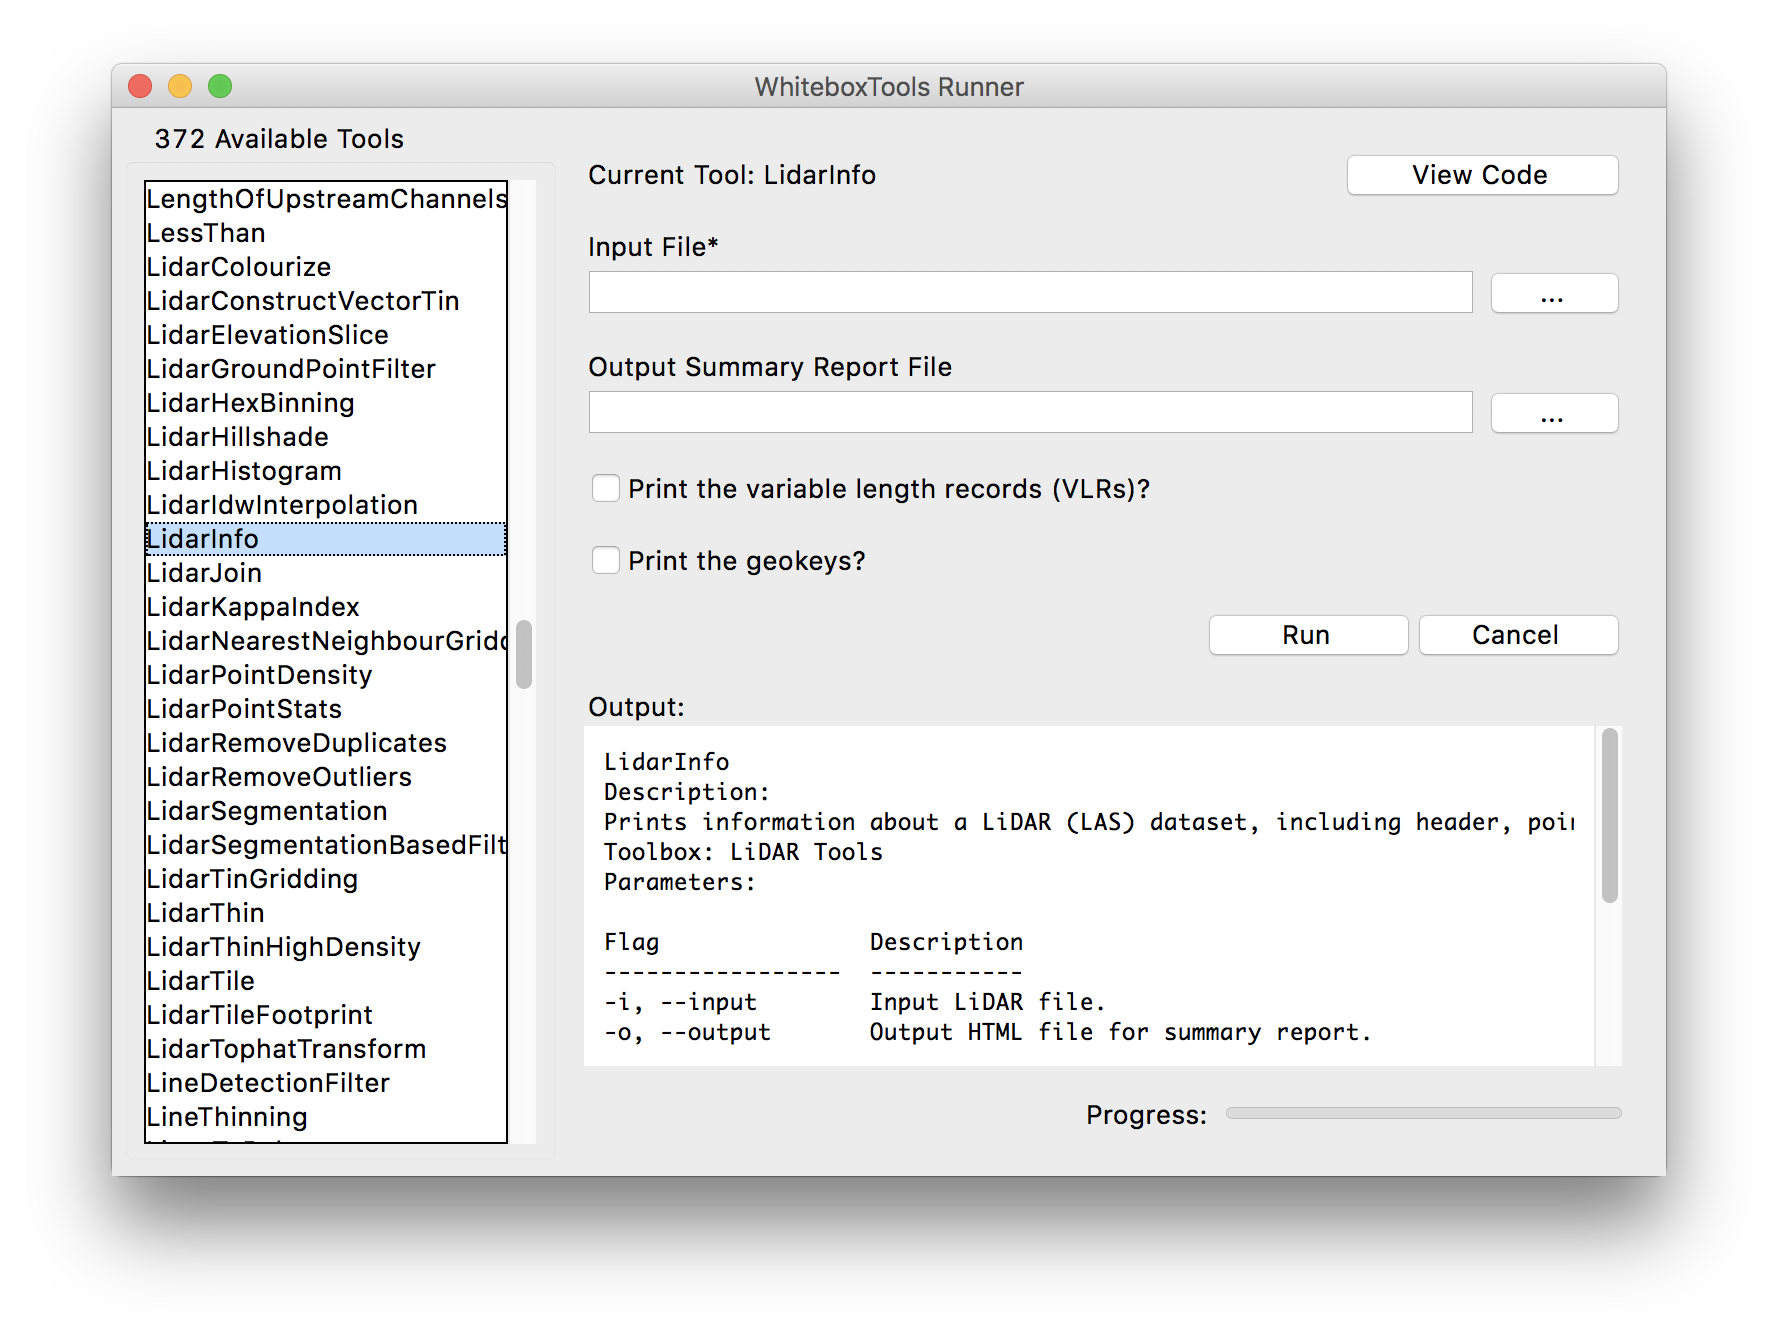 WhiteboxTools Runner
372 Available Tools
LengthOfUpstreamChannels
LessThan
LidarColourize
LidarConstructVectorTin
LidarElevationSlice
LidarGroundPointFilter
LidarHexBinning
LidarHillshade
LidarHistogram
LidarIdwInterpolation
LidarInfo
LidarJoin
LidarKappaIndex
LidarNearestNeighbourGridd
LidarPointDensity
LidarPointStats
LidarRemoveDuplicates
LidarRemoveOutliers
LidarSegmentation
LidarSegmentationBasedFilt
LidarTinGridding
LidarThin
LidarThinHighDensity
LidarTile
LidarTileFootprint
LidarTophatTransform
LineDetectionFilter
LineThinning
Current Tool: LidarInfo
View Code
Input File*
...
Output Summary Report File
...
Print the variable length records (VLRs)?
Print the geokeys?
Run
Cancel
Output:
LidarInfo
Description:
Prints information about a LiDAR (LAS) dataset, including header, poin
Toolbox: LiDAR Tools
Parameters:
Flag Description
----------------- -----------
-i, --input Input LiDAR file.
-o, --output Output HTML file for summary report.
Progress: